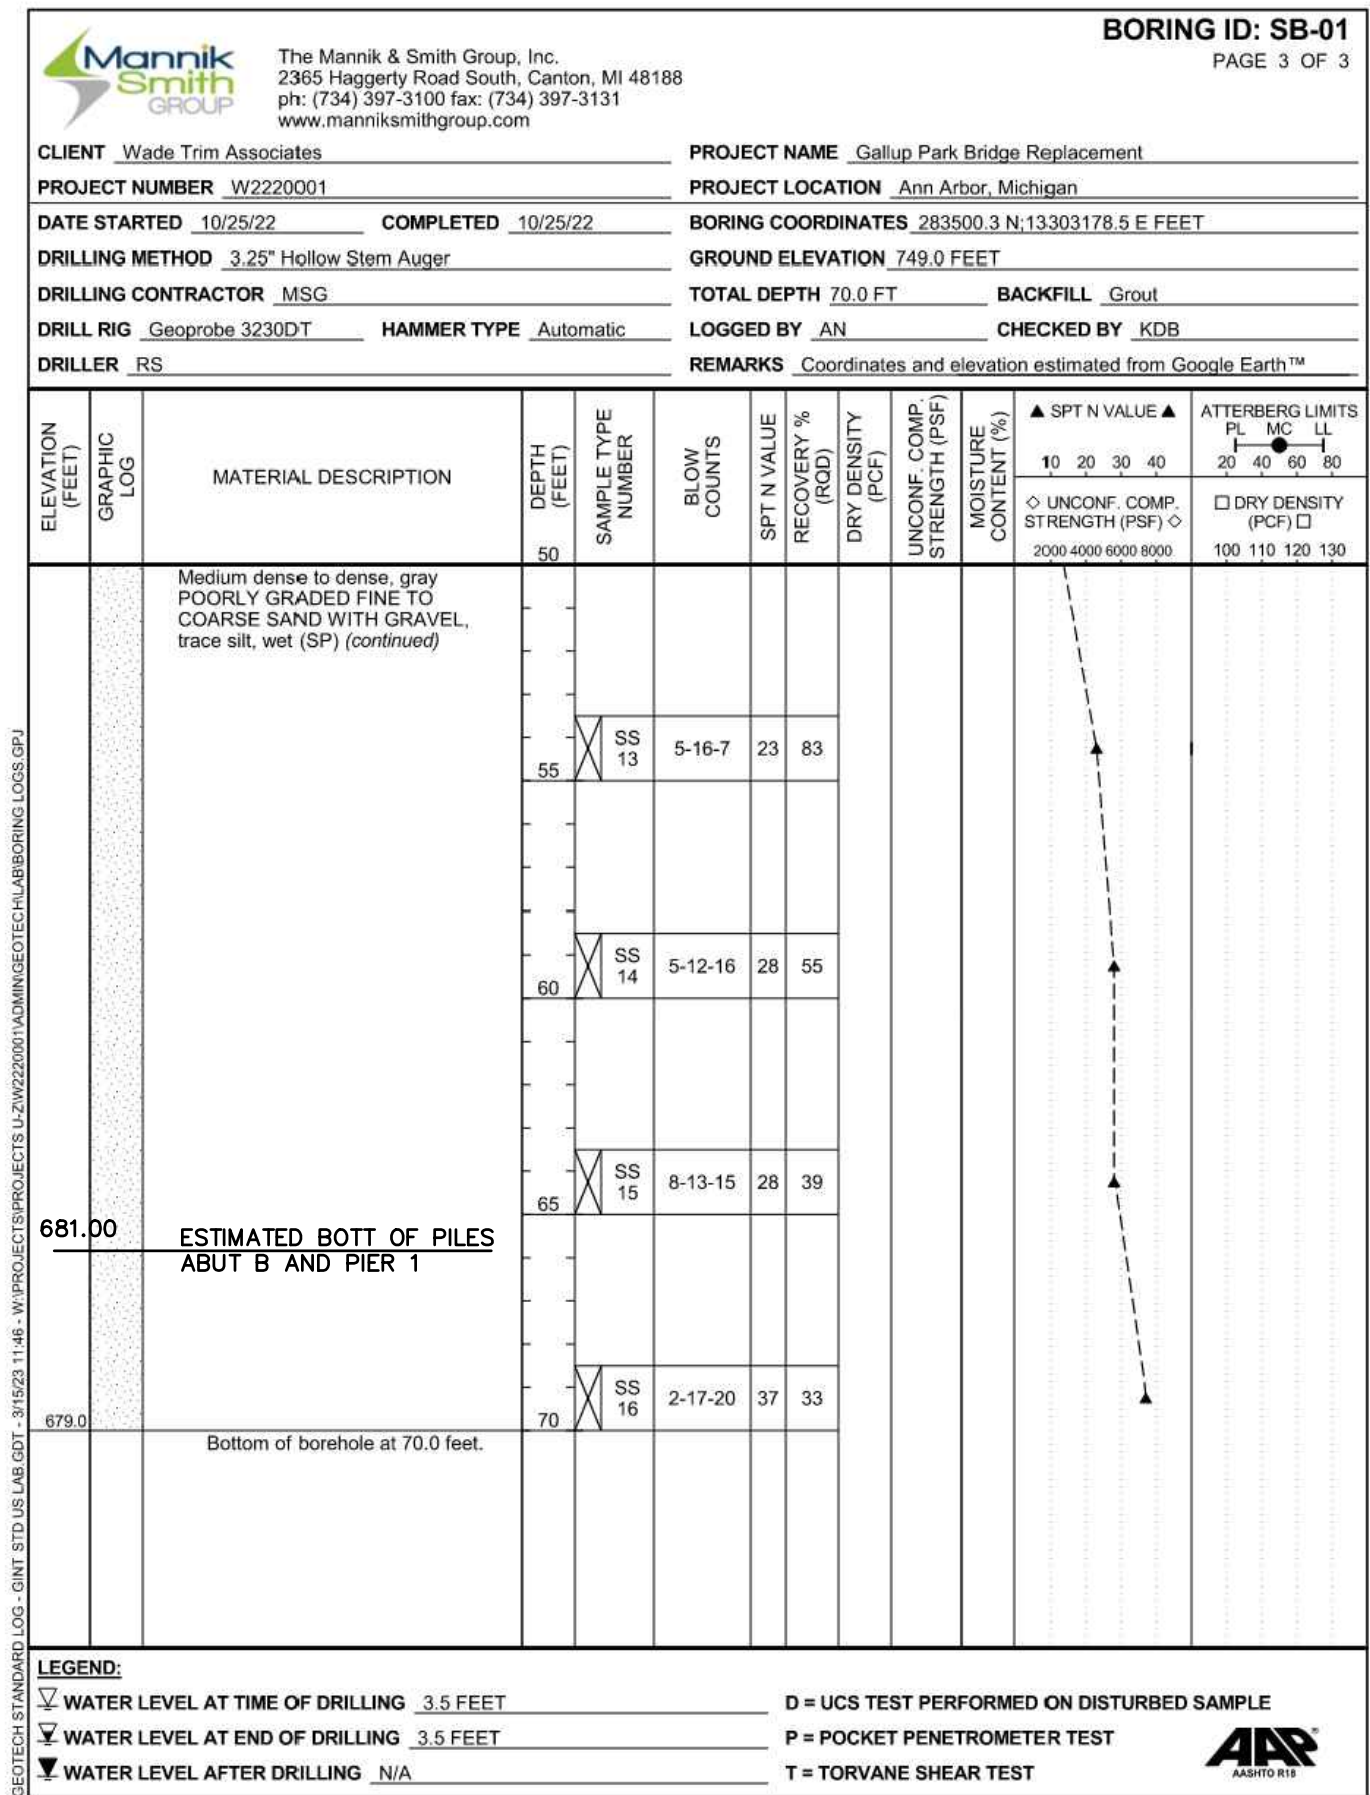 BORING ID: SB-01
PAGE 3 OF 3
Mannik
Smith
GROUP
The Mannik & Smith Group, Inc.
2365 Haggerty Road South, Canton, MI 48188
ph: (734) 397-3100 fax: (734) 397-3131
www.manniksmithgroup.com
CLIENT Wade Trim Associates PROJECT NAME Gallup Park Bridge Replacement
PROJECT NUMBER W2220001 PROJECT LOCATION Ann Arbor, Michigan
DATE STARTED 10/25/22 COMPLETED 10/25/22 BORING COORDINATES 283500.3 N;13303178.5 E FEET
DRILLING METHOD 3.25" Hollow Stem Auger GROUND ELEVATION 749.0 FEET
DRILLING CONTRACTOR MSG TOTAL DEPTH 70.0 FT BACKFILL Grout
DRILL RIG Geoprobe 3230DT HAMMER TYPE Automatic LOGGED BY AN CHECKED BY KDB
DRILLER RS REMARKS Coordinates and elevation estimated from Google Earth™
ELEVATION
(FEET)
GRAPHIC
LOG
MATERIAL DESCRIPTION
DEPTH
(FEET)
SAMPLE TYPE
NUMBER
BLOW
COUNTS
SPT N VALUE
RECOVERY %
(RQD)
DRY DENSITY
(PCF)
UNCONF. COMP.
STRENGTH (PSF)
MOISTURE
CONTENT (%)
▲ SPT N VALUE ▲
10 20 30 40
◇ UNCONF. COMP.
STRENGTH (PSF) ◇
2000 4000 6000 8000
ATTERBERG LIMITS
PL MC LL
20 40 60 80
☐ DRY DENSITY
(PCF) ☐
100 110 120 130
50
Medium dense to dense, gray
POORLY GRADED FINE TO
COARSE SAND WITH GRAVEL,
trace silt, wet (SP) (continued)
SS
13
5-16-7 23 83
55
SS
14
5-12-16 28 55
60
SS
15
8-13-15 28 39
65
681.00 ESTIMATED BOTT OF PILES
ABUT B AND PIER 1
SS
16
2-17-20 37 33
679.0 70
Bottom of borehole at 70.0 feet.
LEGEND:
WATER LEVEL AT TIME OF DRILLING 3.5 FEET D = UCS TEST PERFORMED ON DISTURBED SAMPLE
WATER LEVEL AT END OF DRILLING 3.5 FEET P = POCKET PENETROMETER TEST
WATER LEVEL AFTER DRILLING N/A T = TORVANE SHEAR TEST
AAP®
AASHTO R18
GEOTECH STANDARD LOG - GINT STD US LAB.GDT - 3/15/23 11:46 - W:\PROJECTS\PROJECTS U-Z\W2220001\ADMIN\GEOTECH\LAB\BORING LOGS.GPJ